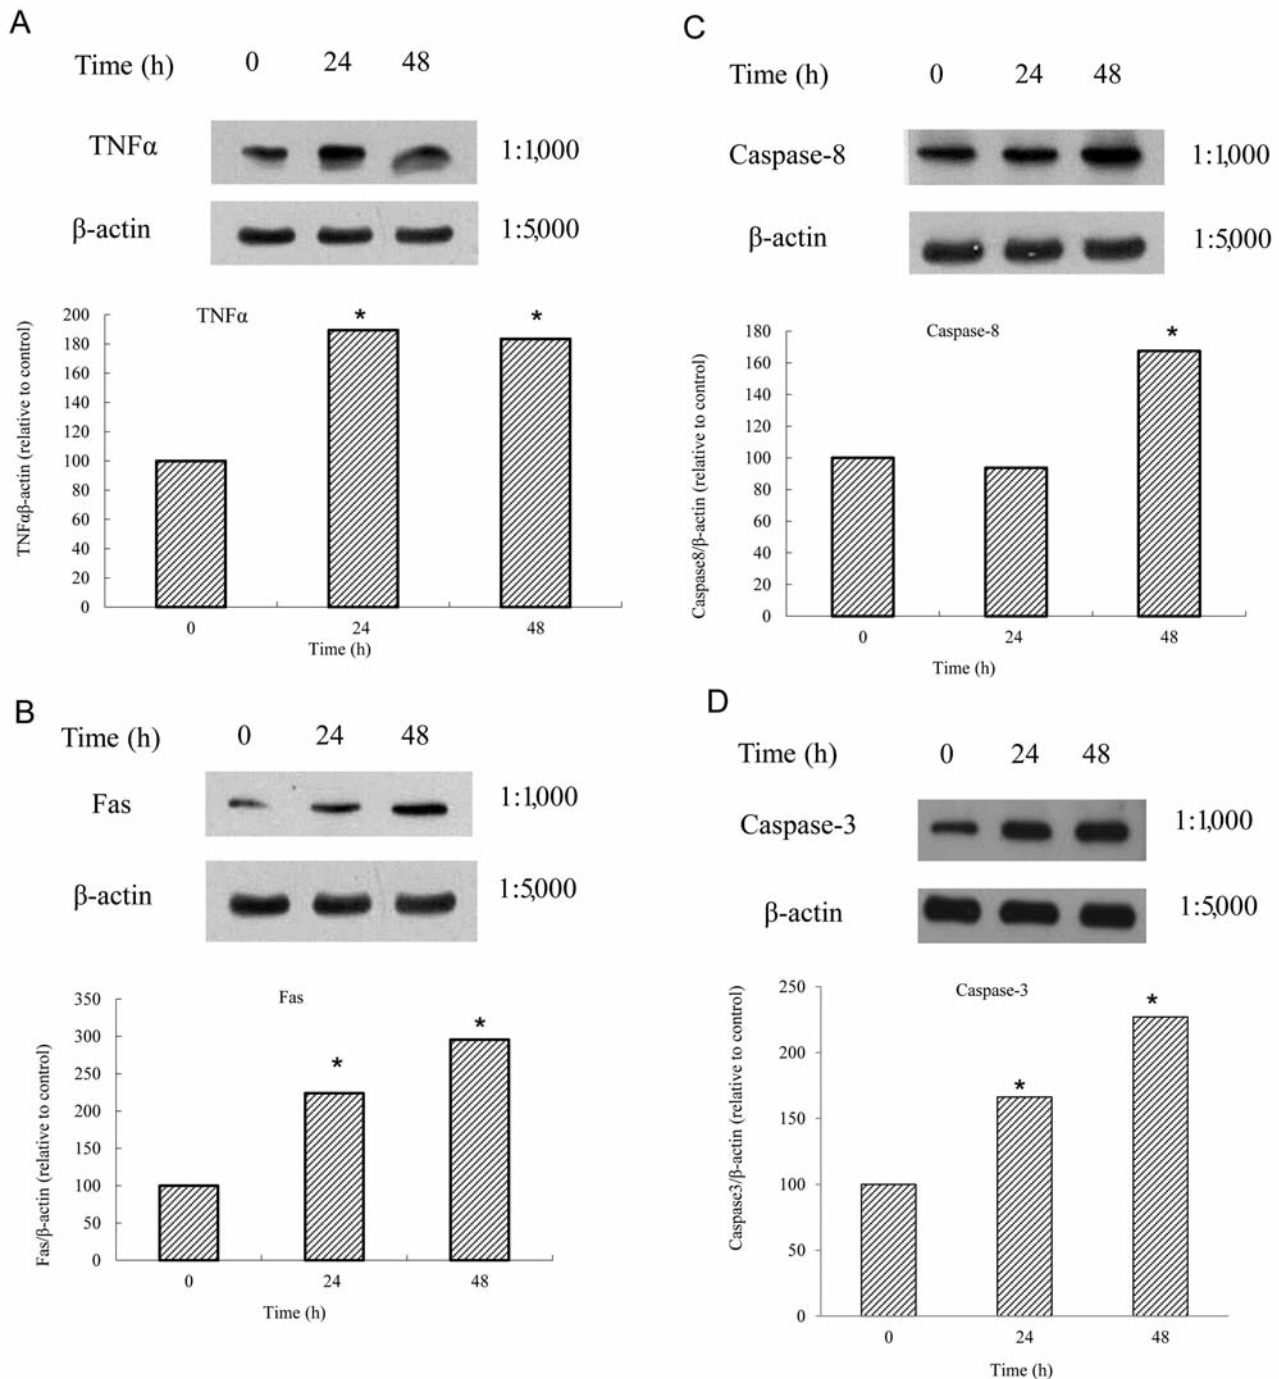 A
Time (h) 0 24 48
TNFα 1:1,000
β-actin 1:5,000
TNFα
* *
TNFαβ-actin (relative to control)
200
180
160
140
120
100
80
60
40
20
0
0 24 48
Time (h)
B
Time (h) 0 24 48
Fas 1:1,000
β-actin 1:5,000
Fas
* *
Fas/β-actin (relative to control)
350
300
250
200
150
100
50
0
0 24 48
Time (h)
C
Time (h) 0 24 48
Caspase-8 1:1,000
β-actin 1:5,000
Caspase-8
*
Caspase8/β-actin (relative to control)
180
160
140
120
100
80
60
40
20
0
0 24 48
Time (h)
D
Time (h) 0 24 48
Caspase-3 1:1,000
β-actin 1:5,000
Caspase-3
* *
Caspase3/β-actin (relative to control)
250
200
150
100
50
0
0 24 48
Time (h)